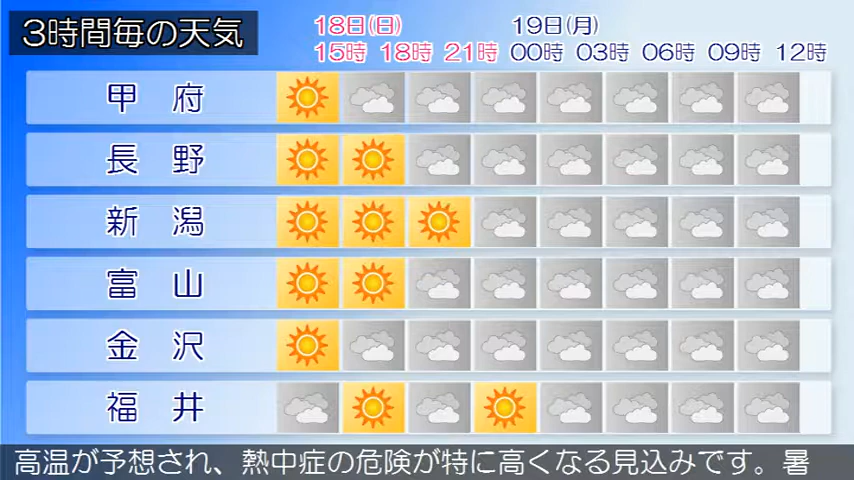 3時間毎の天気
18日(日) 19日(月)
15時 18時 21時 00時 03時 06時 09時 12時
甲府
長野
新潟
富山
金沢
福井
高温が予想され、熱中症の危険が特に高くなる見込みです。暑